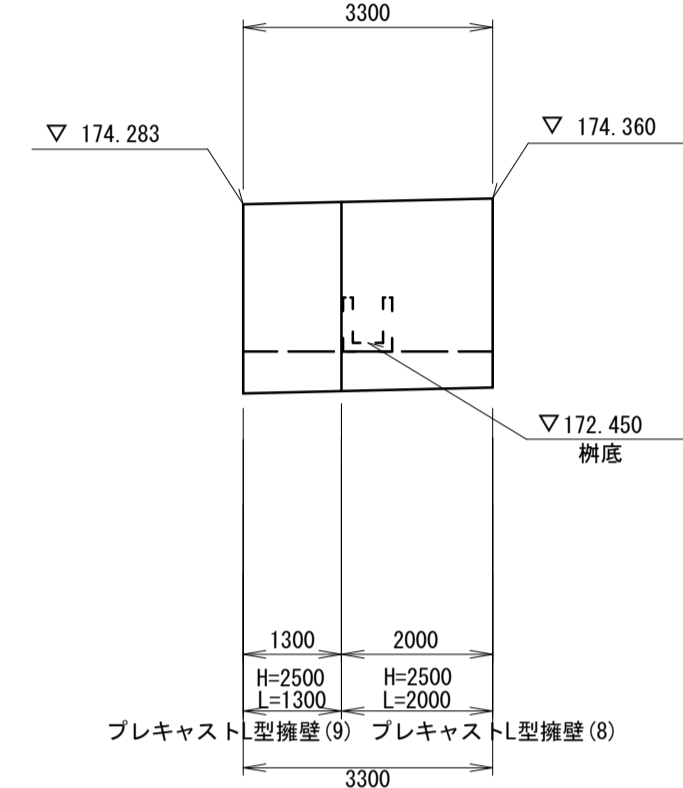 3300
▽ 174.283
▽ 174.360
▽172.450
桝底
1300
2000
H=2500
L=1300
H=2500
L=2000
プレキャストL型擁壁(9)
プレキャストL型擁壁(8)
3300